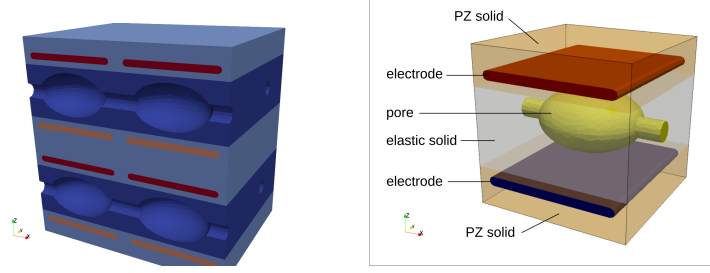 PZ solid
electrode
pore
elastic solid
electrode
PZ solid
Z
Y
X
Z
Y
X